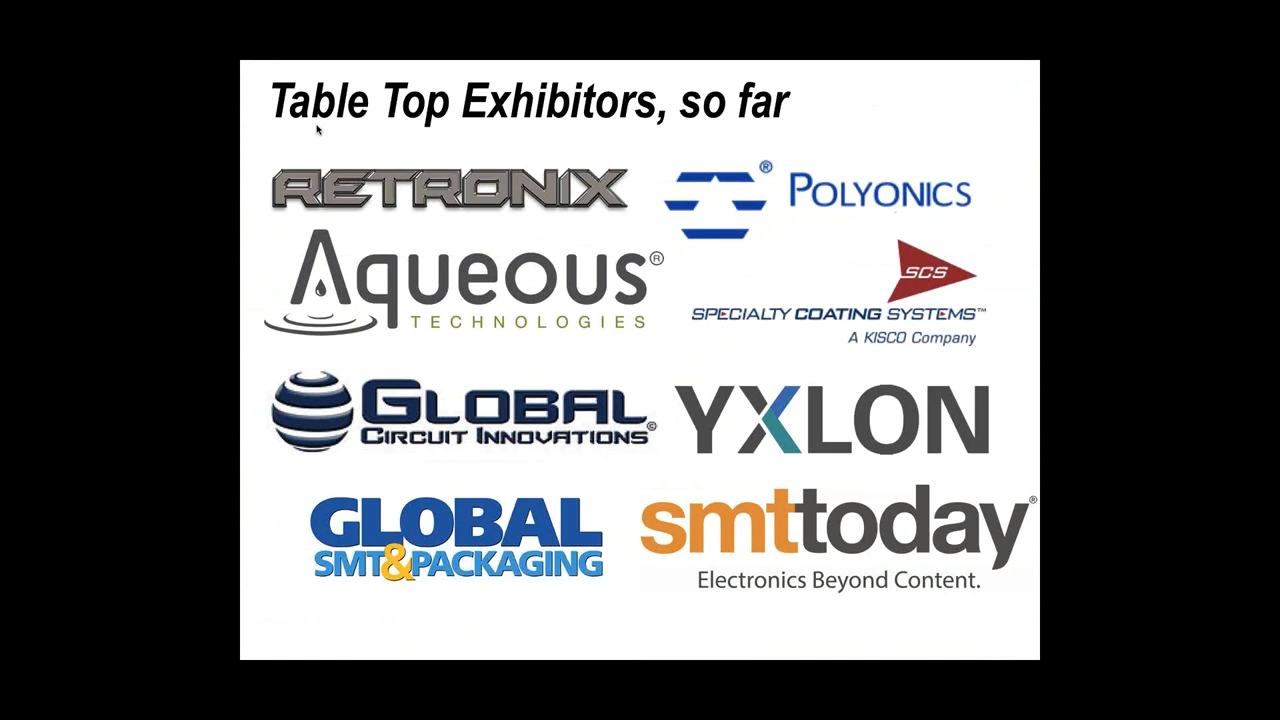 Table Top Exhibitors, so far
RETRONIX
® POLYONICS
Aqueous®
TECHNOLOGIES
SCS
SPECIALTY COATING SYSTEMS™
A KISCO Company
GLOBAL
CIRCUIT INNOVATIONS©
YXLON
GLOBAL
SMT&PACKAGING
smttoday®
Electronics Beyond Content.